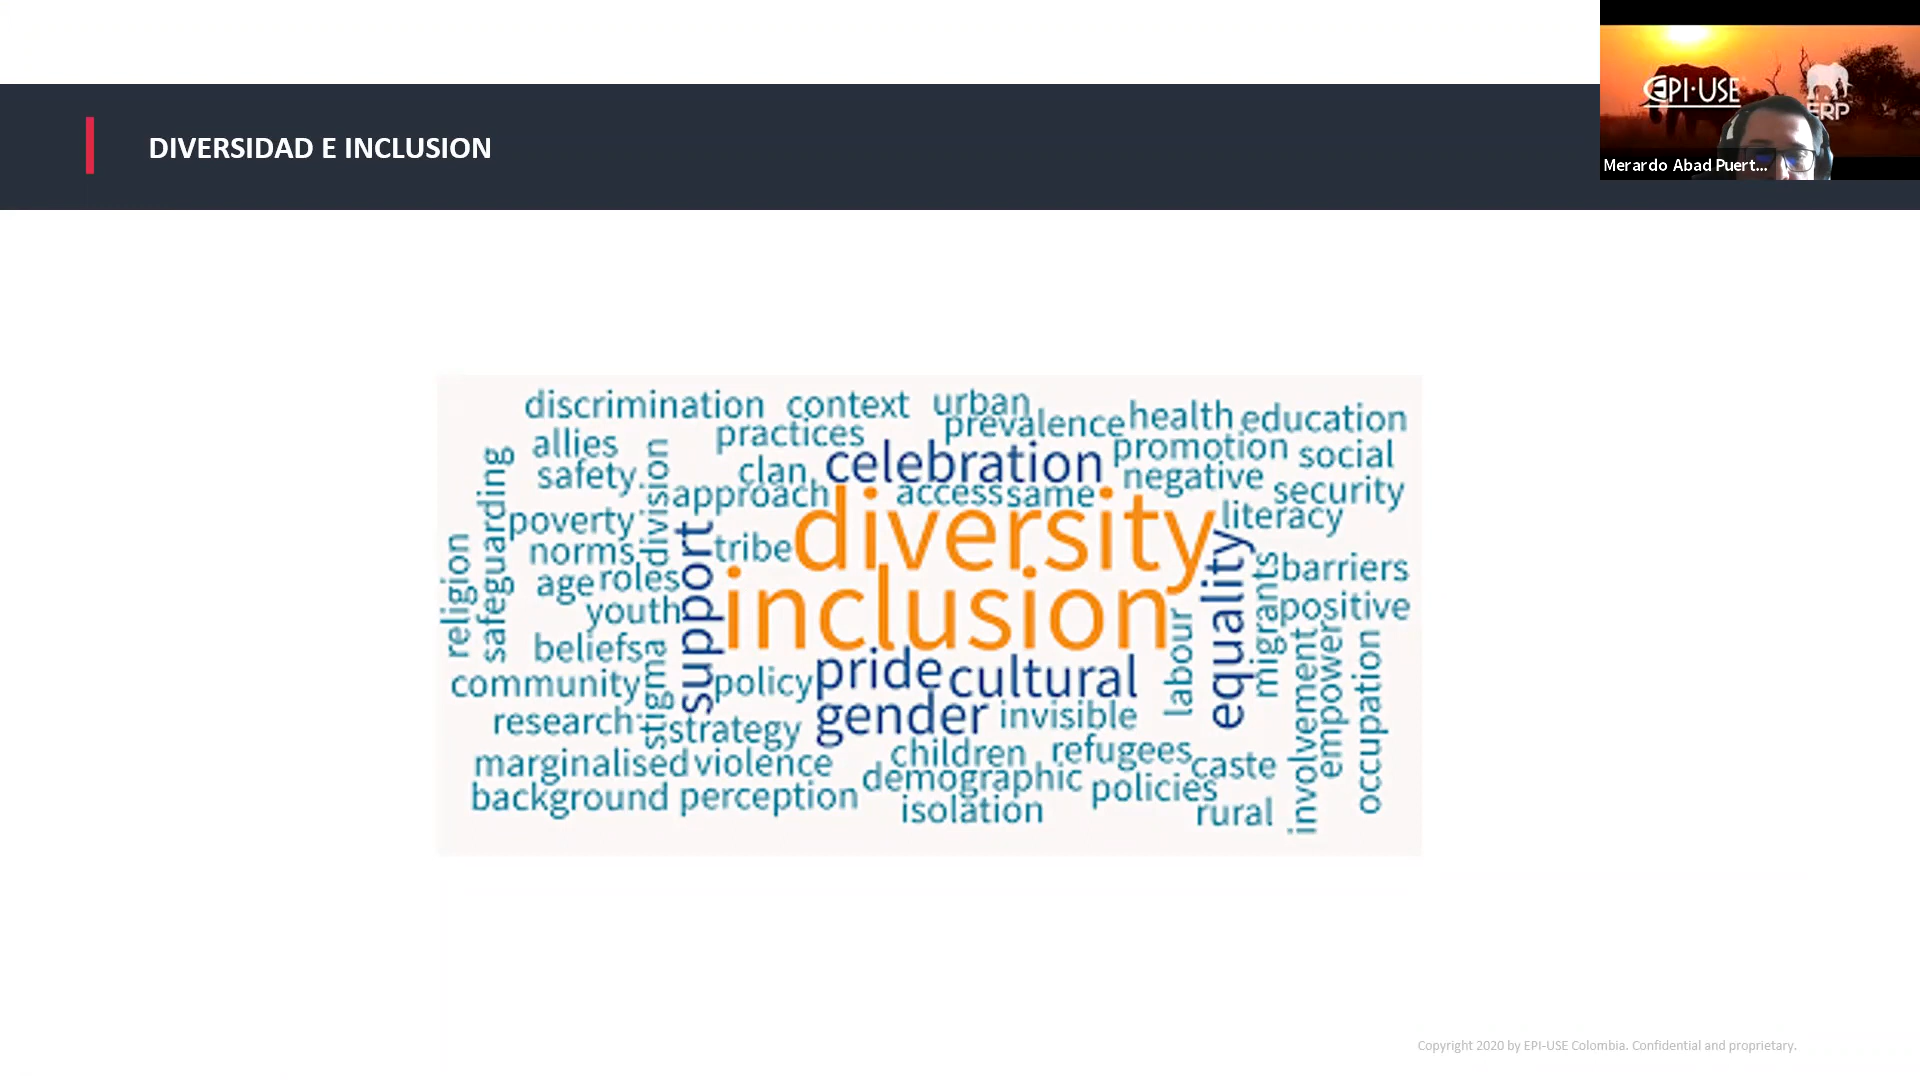 EPI·USE
ERP
Merardo Abad Puert...
DIVERSIDAD E INCLUSION
discrimination context urban
prevalence health education
allies practices
celebration promotion social
safety division clan
approach access same negative security
safeguarding poverty
diversity literacy
religion norms support tribe
equality migrants barriers
age roles
inclusion positive
youth
beliefs stigma labour
community policy pride cultural
involvement empower occupation
research strategy gender invisible
marginalised violence children refugees caste
background perception demographic policies
isolation rural
Copyright 2020 by EPI-USE Colombia. Confidential and proprietary.